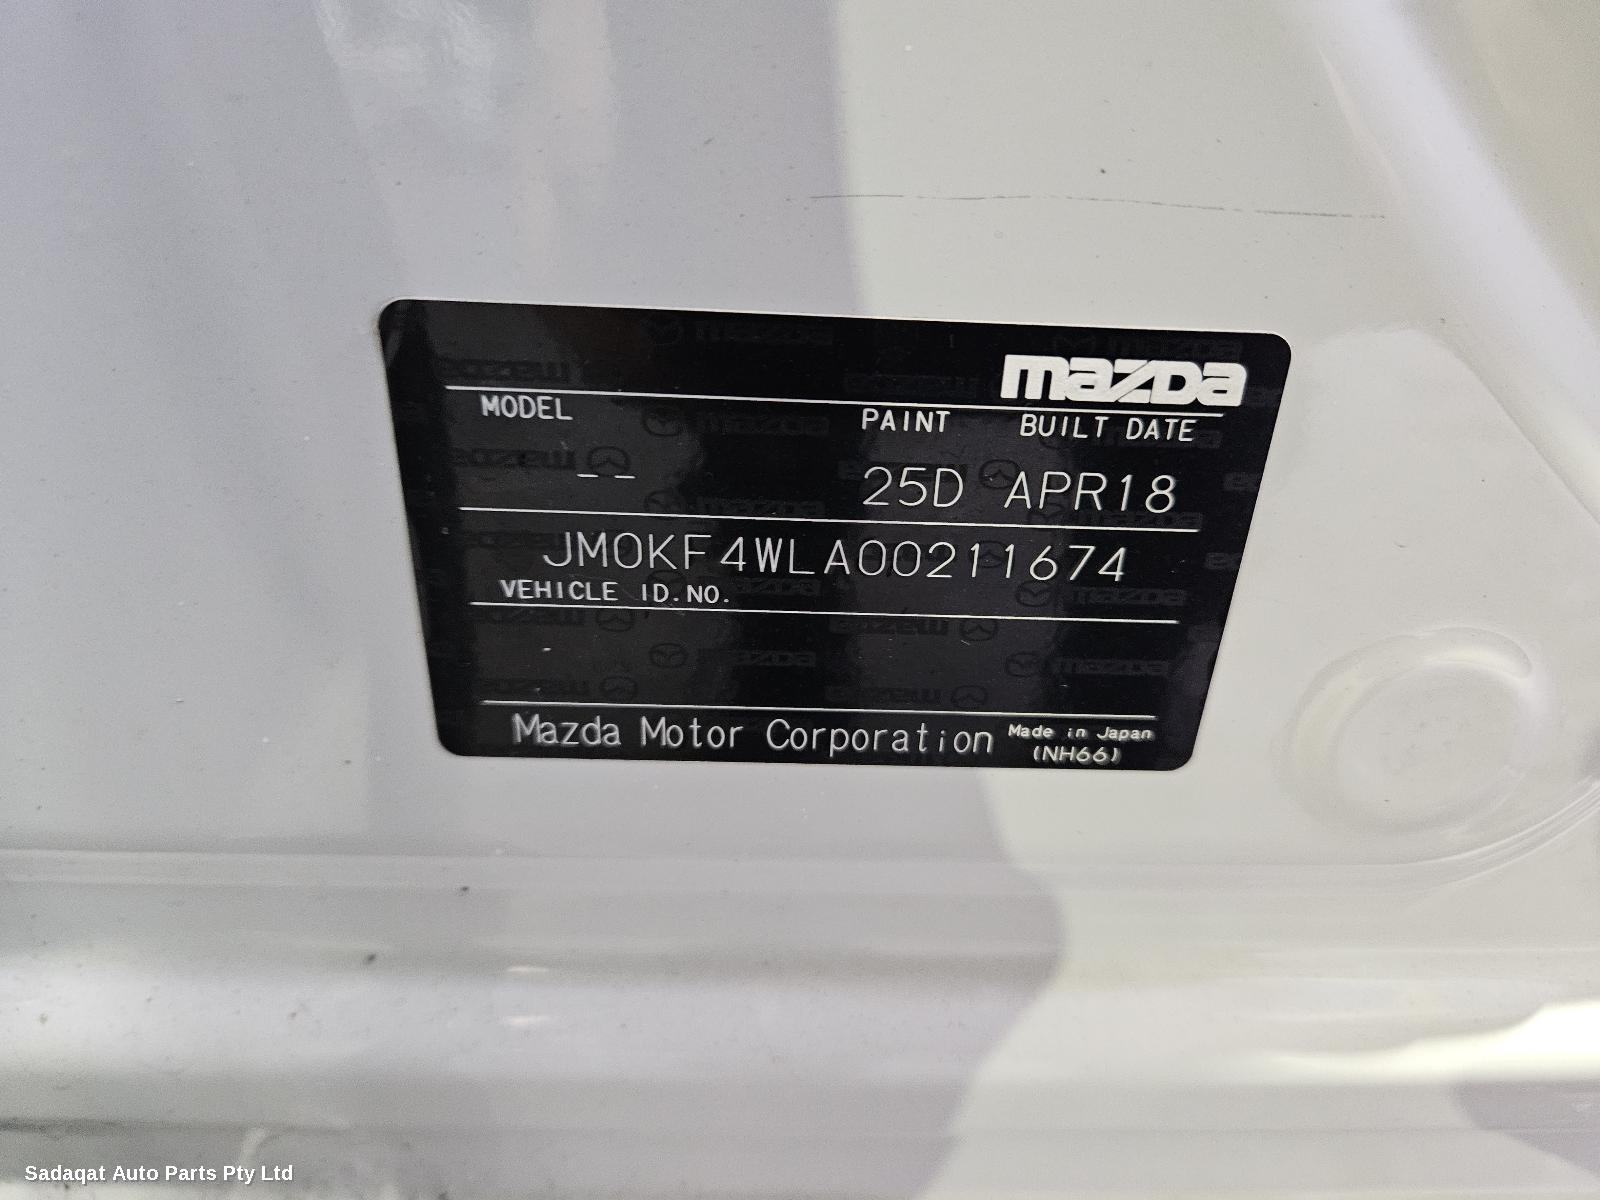 mazda
MODEL PAINT BUILT DATE
-- 25D APR18
JM0KF4WLA00211674
VEHICLE ID.NO.
Mazda Motor Corporation Made in Japan
(NH66)
Sadaqat Auto Parts Pty Ltd